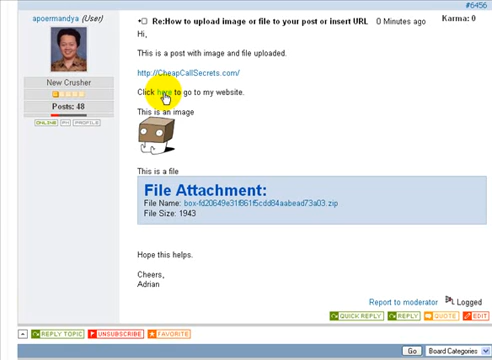 #6456
apoermandya (User)
Re:How to upload image or file to your post or insert URL 0 Minutes ago
Karma: 0
Hi,
THis is a post with image and file uploaded.
http://CheapCallSecrets.com/
Click here to go to my website.
This is an image
New Crusher
Posts: 48
ONLINE PM PROFILE
This is a file
File Attachment:
File Name: box-fd20649e31f861f5cdd84aabead73a03.zip
File Size: 1943
Hope this helps.
Cheers,
Adrian
Report to moderator Logged
QUICK REPLY REPLY QUOTE EDIT
REPLY TOPIC UNSUBSCRIBE FAVORITE
Go Board Categories